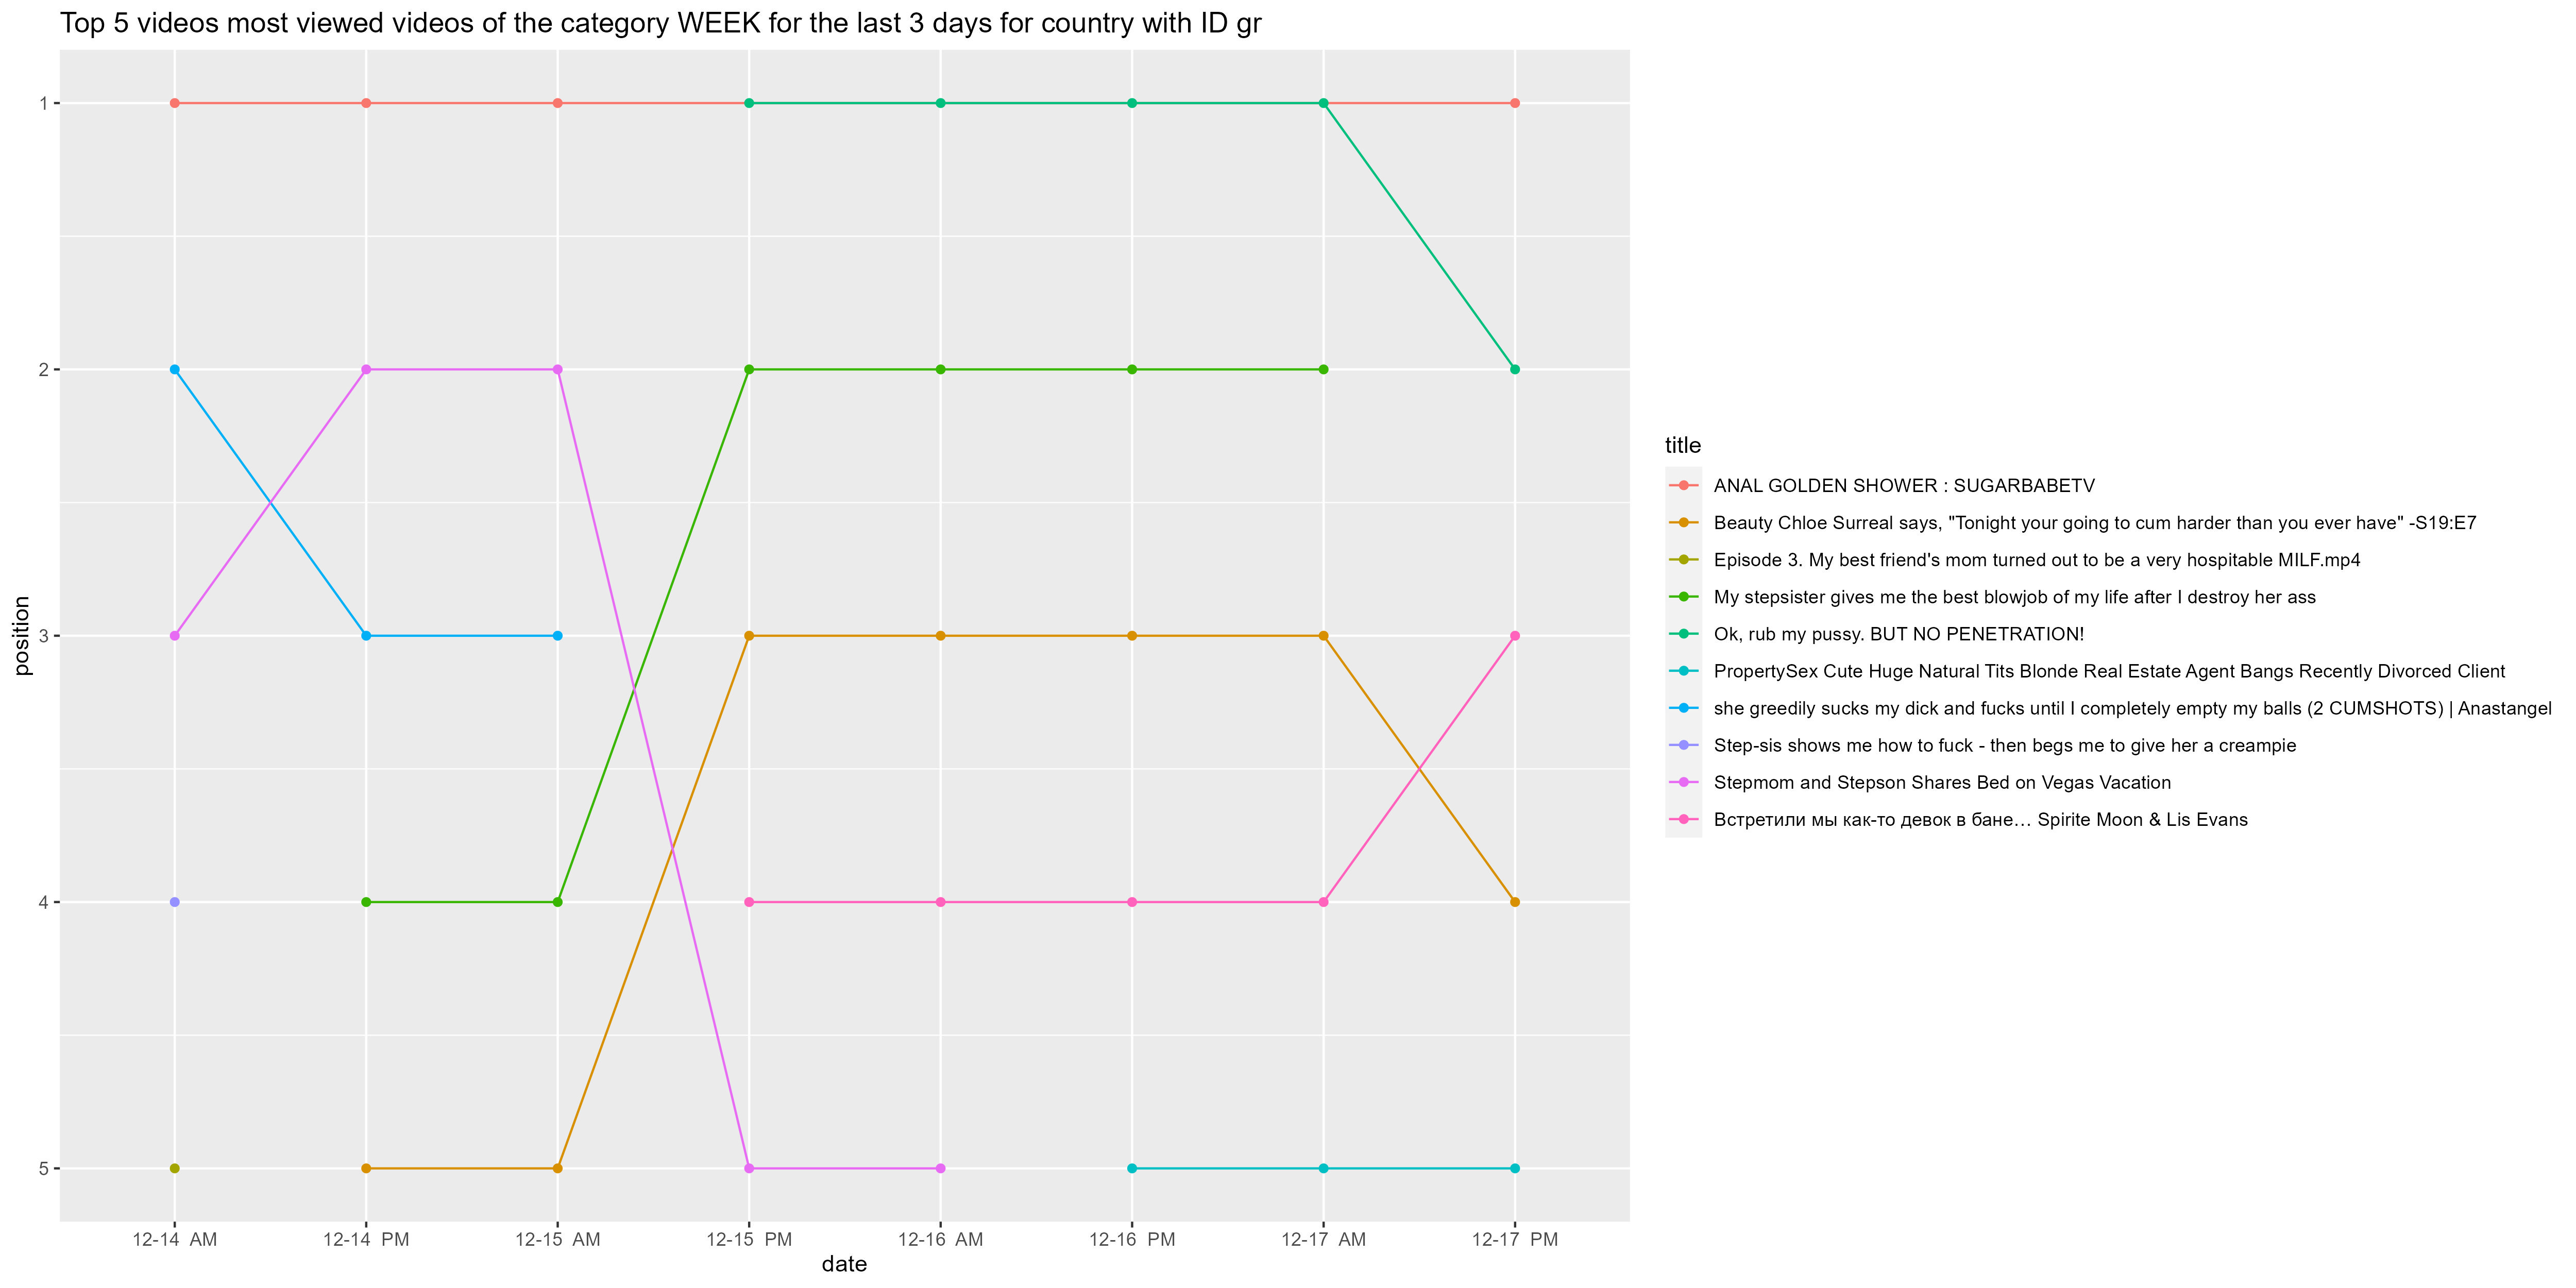 Top 5 videos most viewed videos of the category WEEK for the last 3 days for country with ID gr
1
2
3
4
5
position
12-14 AM
12-14 PM
12-15 AM
12-15 PM
12-16 AM
12-16 PM
12-17 AM
12-17 PM
date
title
ANAL GOLDEN SHOWER : SUGARBABETV
Beauty Chloe Surreal says, "Tonight your going to cum harder than you ever have" -S19:E7
Episode 3. My best friend's mom turned out to be a very hospitable MILF.mp4
My stepsister gives me the best blowjob of my life after I destroy her ass
Ok, rub my pussy. BUT NO PENETRATION!
PropertySex Cute Huge Natural Tits Blonde Real Estate Agent Bangs Recently Divorced Client
she greedily sucks my dick and fucks until I completely empty my balls (2 CUMSHOTS) | Anastangel
Step-sis shows me how to fuck - then begs me to give her a creampie
Stepmom and Stepson Shares Bed on Vegas Vacation
Встретили мы как-то девок в бане… Spirite Moon & Lis Evans